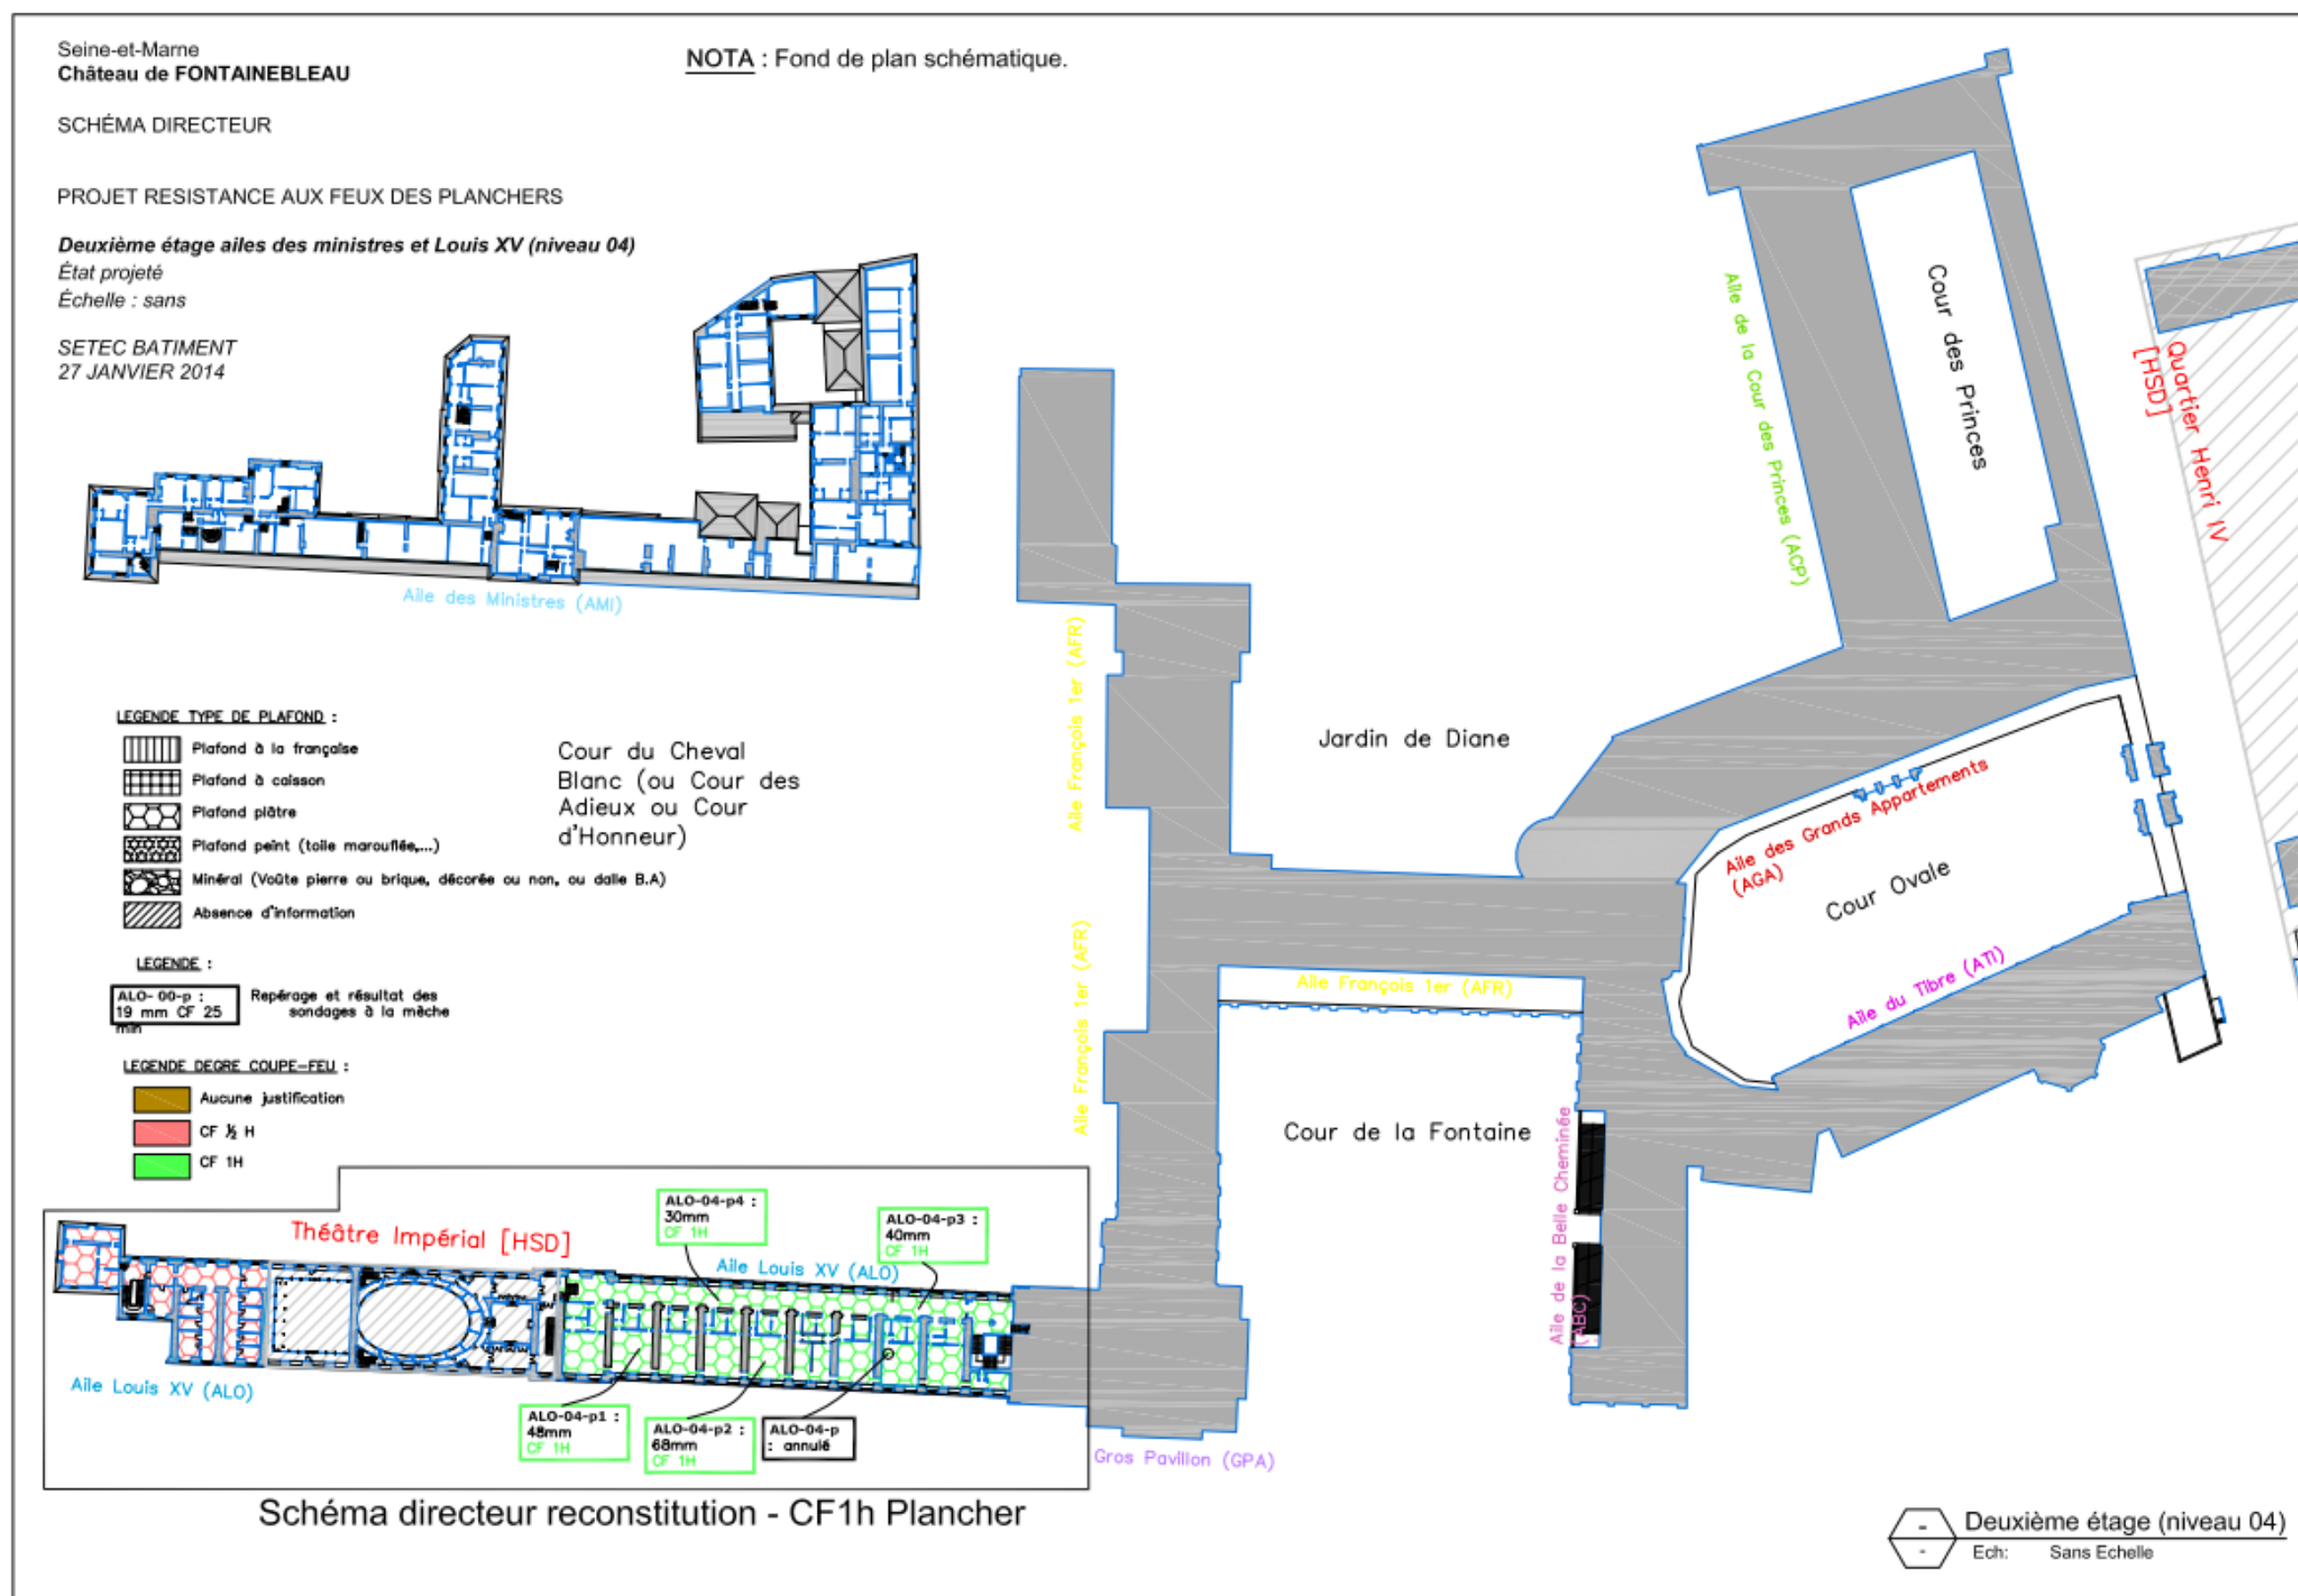 Seine-et-Marne
Château de FONTAINEBLEAU
NOTA : Fond de plan schématique.
SCHÉMA DIRECTEUR
PROJET RESISTANCE AUX FEUX DES PLANCHERS
Deuxième étage ailes des ministres et Louis XV (niveau 04)
État projeté
Échelle : sans
SETEC BATIMENT
27 JANVIER 2014
Aile des Ministres (AMI)
Aile de la Cour des Princes (ACP)
Cour des Princes
Quartier Henri IV
[HSD]
Aile François 1er (AFR)
Jardin de Diane
Aile des Grands Appartements
(AGA)
Cour Ovale
Aile du Tibre (ATI)
Aile François 1er (AFR)
Aile François 1er (AFR)
Cour de la Fontaine
Aile de la Belle Cheminée
(ABC)
LEGENDE TYPE DE PLAFOND :
Plafond à la française
Plafond à caisson
Plafond plâtre
Plafond peint (toile marouflée,...)
Minéral (Voûte pierre ou brique, décorée ou non, ou dalle B.A)
Absence d'information
Cour du Cheval
Blanc (ou Cour des
Adieux ou Cour
d'Honneur)
LEGENDE :
ALO- 00-p :
19 mm CF 25
min
Repérage et résultat des
sondages à la mèche
LEGENDE DEGRE COUPE-FEU :
Aucune justification
CF ½ H
CF 1H
Théâtre Impérial [HSD]
ALO-04-p4 :
30mm
CF 1H
ALO-04-p3 :
40mm
CF 1H
Aile Louis XV (ALO)
Aile Louis XV (ALO)
ALO-04-p1 :
48mm
CF 1H
ALO-04-p2 :
68mm
CF 1H
ALO-04-p
: annulé
Gros Pavillon (GPA)
Schéma directeur reconstitution - CF1h Plancher
-
-
Deuxième étage (niveau 04)
Ech: Sans Echelle